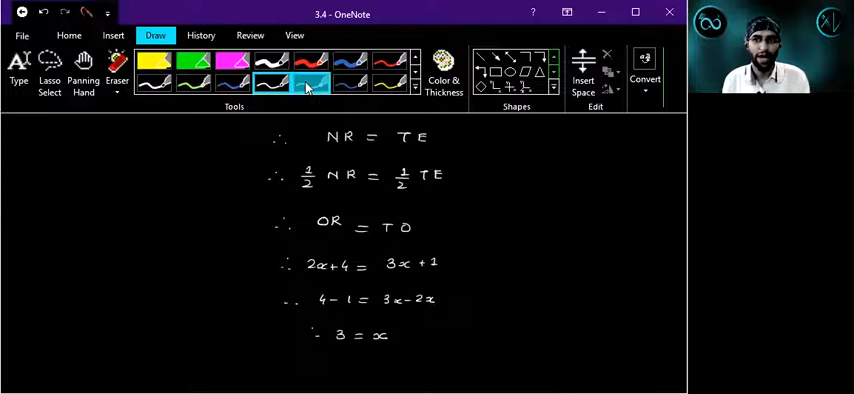 3.4 - OneNote
File Home Insert Draw History Review View
Type Lasso Select Panning Hand Eraser Color & Thickness Insert Space Convert
Tools Shapes Edit
∴ NR = TE
∴ 1/2 NR = 1/2 TE
∴ OR = TO
∴ 2x+4 = 3x+1
∴ 4-1 = 3x-2x
∴ 3 = x